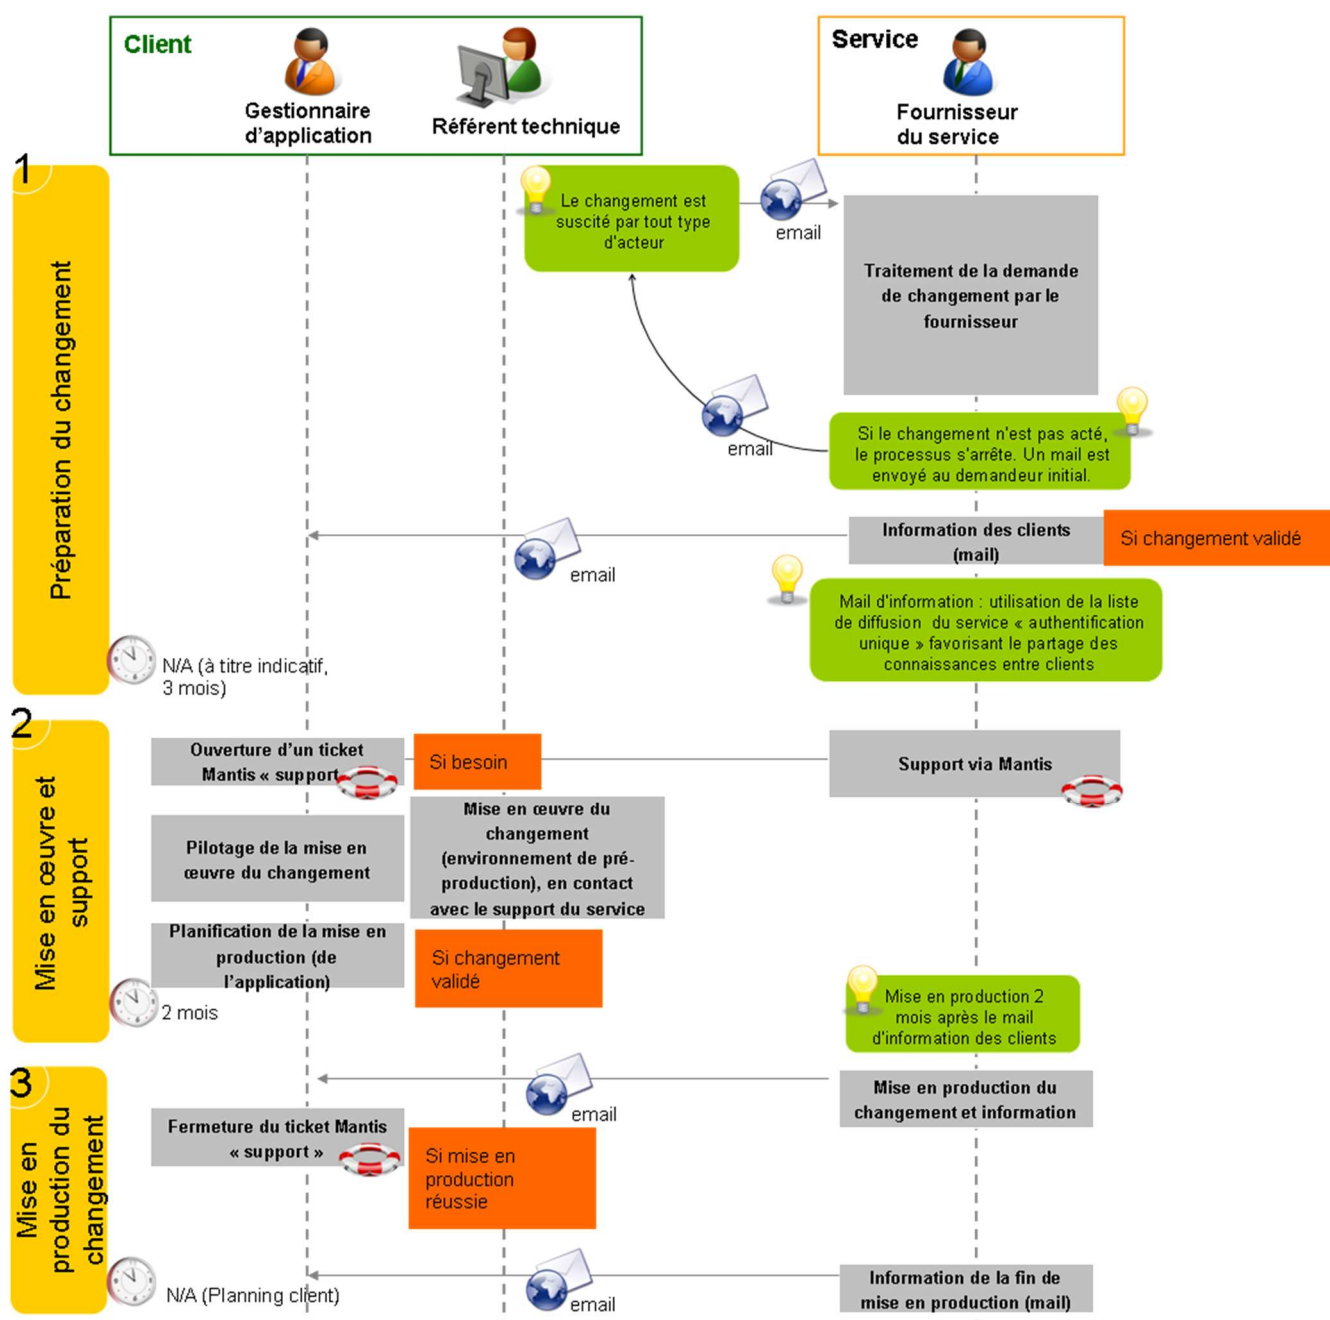 Client
Gestionnaire
d'application
Référent technique
Service
Fournisseur
du service
1
Préparation du changement
Le changement est
suscité par tout type
d'acteur
email
Traitement de la demande
de changement par le
fournisseur
email
Si le changement n'est pas acté,
le processus s'arrête. Un mail est
envoyé au demandeur initial.
Information des clients
(mail)
Si changement validé
email
Mail d'information : utilisation de la liste
de diffusion du service « authentification
unique » favorisant le partage des
connaissances entre clients
N/A (à titre indicatif,
3 mois)
2
Mise en œuvre et
support
Ouverture d'un ticket
Mantis « support
Si besoin
Support via Mantis
Pilotage de la mise en
œuvre du changement
Mise en œuvre du
changement
(environnement de pré-
production), en contact
avec le support du service
Planification de la mise en
production (de
l'application)
Si changement
validé
2 mois
Mise en production 2
mois après le mail
d'information des clients
3
Mise en
production du
changement
email
Mise en production du
changement et information
Fermeture du ticket Mantis
« support »
Si mise en
production
réussie
N/A (Planning client)
email
Information de la fin de
mise en production (mail)